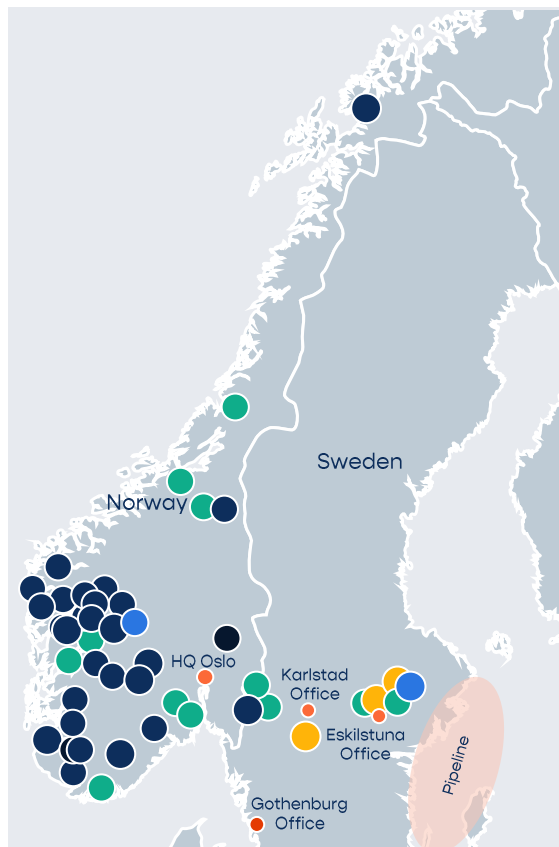 Sweden
Norway
HQ Oslo
Karlstad
Office
Eskilstuna
Office
Pipeline
Gothenburg
Office